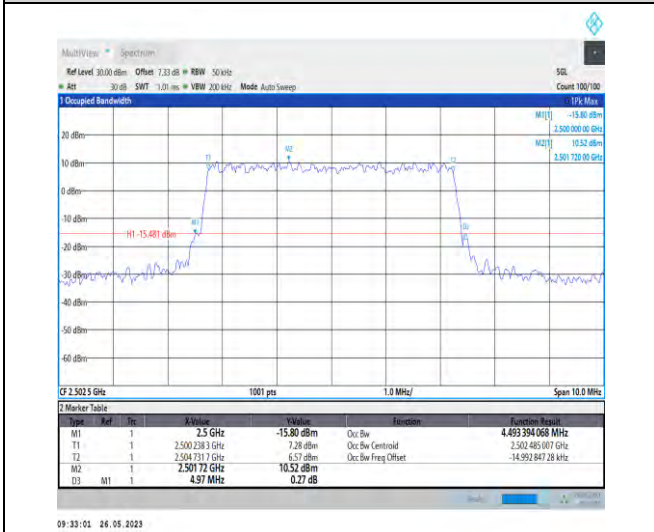 MultiView Spectrum
Ref Level 30.00 dBm Offset 7.33 dB RBW 50 kHz SGL
Att 30 dB SWT 1.01 ms VBW 200 kHz Mode Auto Sweep Count 100/100
1 Occupied Bandwidth 1Pk Max
M1[1] -15.80 dBm
2.500 000 00 GHz
M2[1] 10.52 dBm
2.501 720 00 GHz
20 dBm
M2
T1
T2
10 dBm
0 dBm
-10 dBm
M1
H1 -15.481 dBm
-20 dBm
-30 dBm
-40 dBm
-50 dBm
-60 dBm
CF 2.502 5 GHz 1001 pts 1.0 MHz/ Span 10.0 MHz
2 Marker Table
Type Ref Trc X-Value Y-Value Function Function Result
M1 1 2.5 GHz -15.80 dBm Occ Bw 4.493 394 068 MHz
T1 1 2.500 238 3 GHz 7.28 dBm Occ Bw Centroid 2.502 485 007 GHz
T2 1 2.504 731 7 GHz 6.57 dBm Occ Bw Freq Offset -14.992 847 28 kHz
M2 1 2.501 72 GHz 10.52 dBm
D3 M1 1 4.97 MHz 0.27 dB
09:33:01 26.05.2023